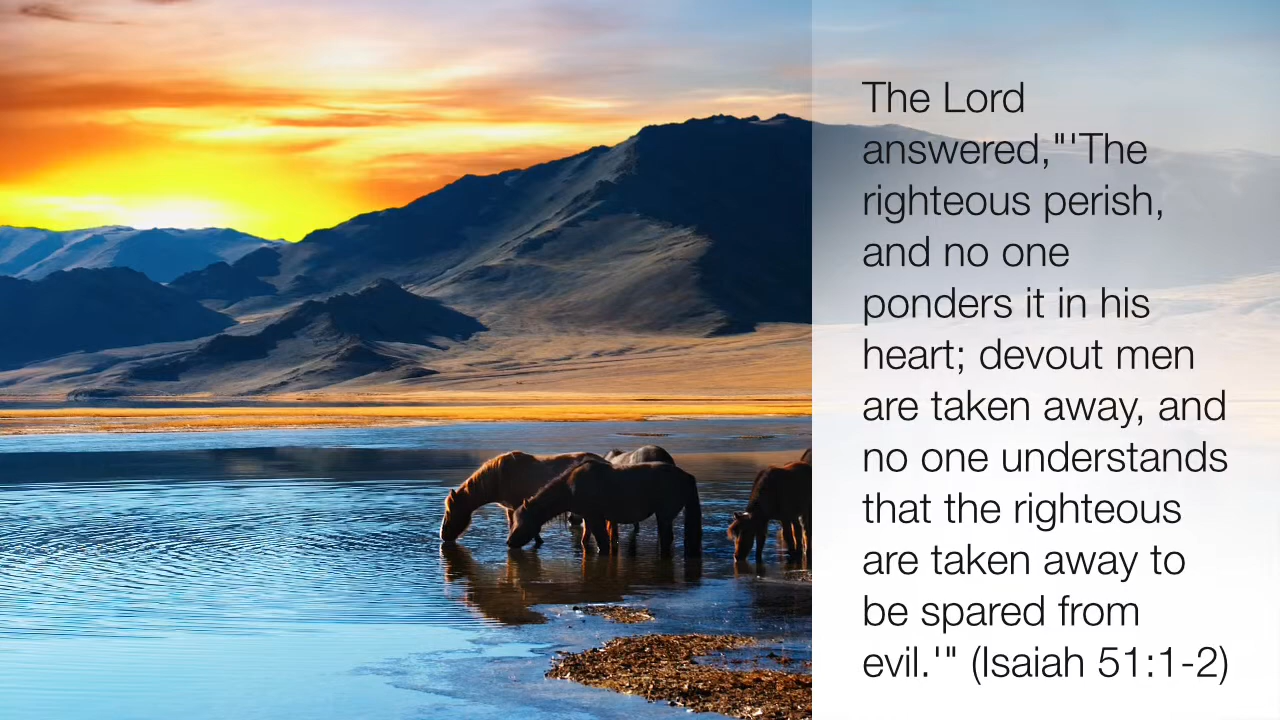 The Lord
answered,"'The
righteous perish,
and no one
ponders it in his
heart; devout men
are taken away, and
no one understands
that the righteous
are taken away to
be spared from
evil.'" (Isaiah 51:1-2)